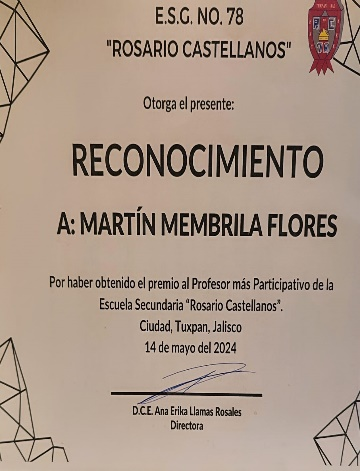 E.S.G. NO. 78
"ROSARIO CASTELLANOS"
Otorga el presente:
RECONOCIMIENTO
A: MARTÍN MEMBRILA FLORES
Por haber obtenido el premio al Profesor más Participativo de la
Escuela Secundaria “Rosario Castellanos”.
Ciudad, Tuxpan, Jalisco
14 de mayo del 2024
D.C.E. Ana Erika Llamas Rosales
Directora